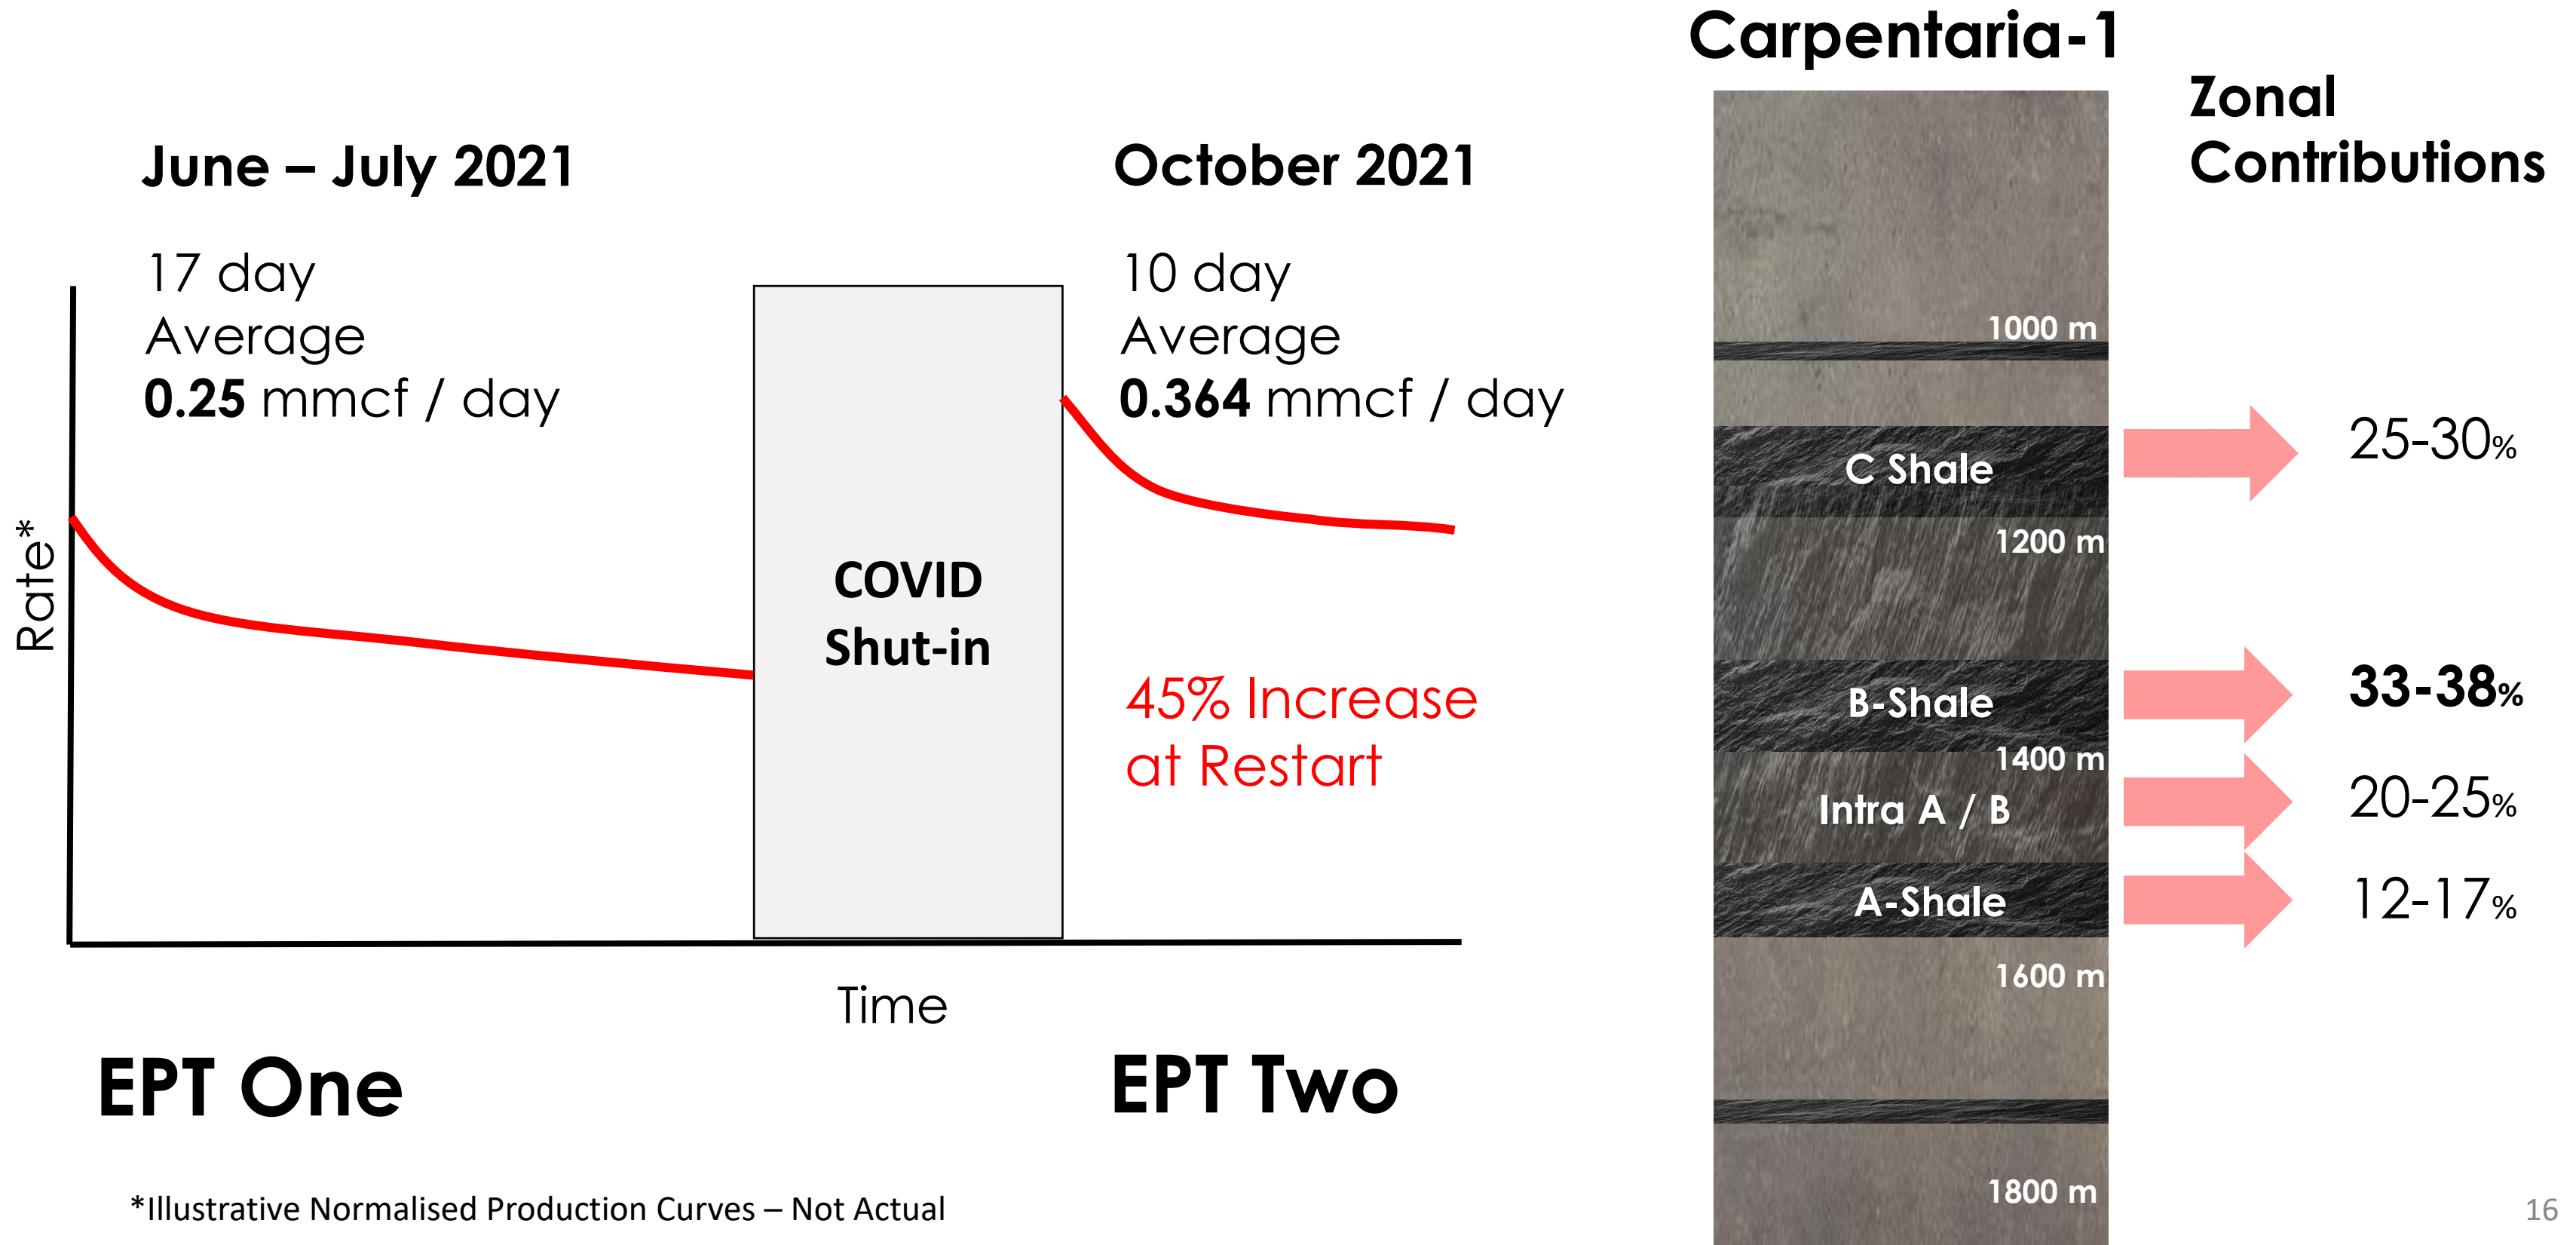 Carpentaria-1
Zonal
Contributions
June – July 2021
17 day
Average
0.25 mmcf / day
October 2021
10 day
Average
0.364 mmcf / day
Rate*
COVID
Shut-in
45% Increase
at Restart
Time
EPT One
EPT Two
*Illustrative Normalised Production Curves – Not Actual
1000 m
C Shale
25-30%
1200 m
B-Shale
33-38%
1400 m
Intra A / B
20-25%
A-Shale
12-17%
1600 m
1800 m
16